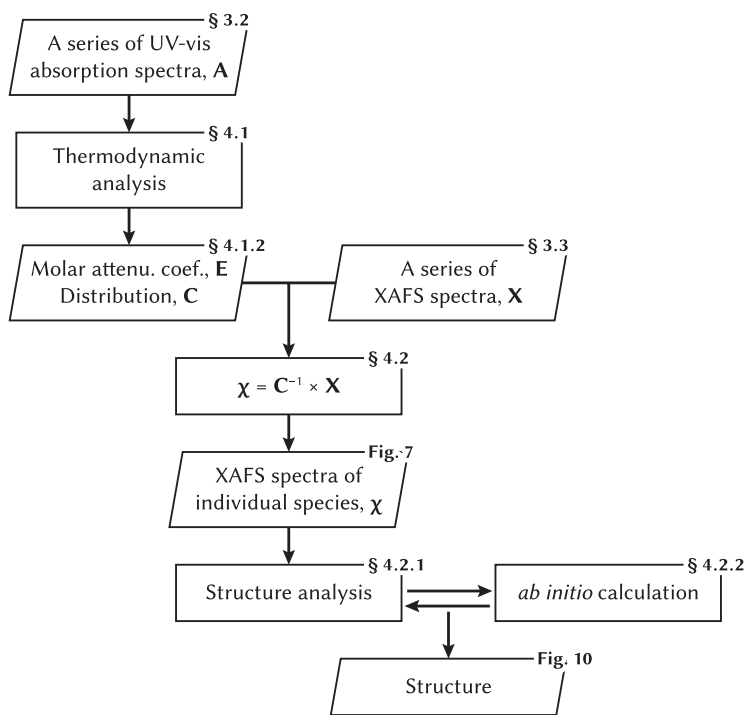 § 3.2
A series of UV-vis
absorption spectra, A
§ 4.1
Thermodynamic
analysis
§ 4.1.2
Molar attenu. coef., E
Distribution, C
§ 3.3
A series of
XAFS spectra, X
§ 4.2
χ = C⁻¹ × X
Fig. 7
XAFS spectra of
individual species, χ
§ 4.2.1
Structure analysis
§ 4.2.2
ab initio calculation
Fig. 10
Structure